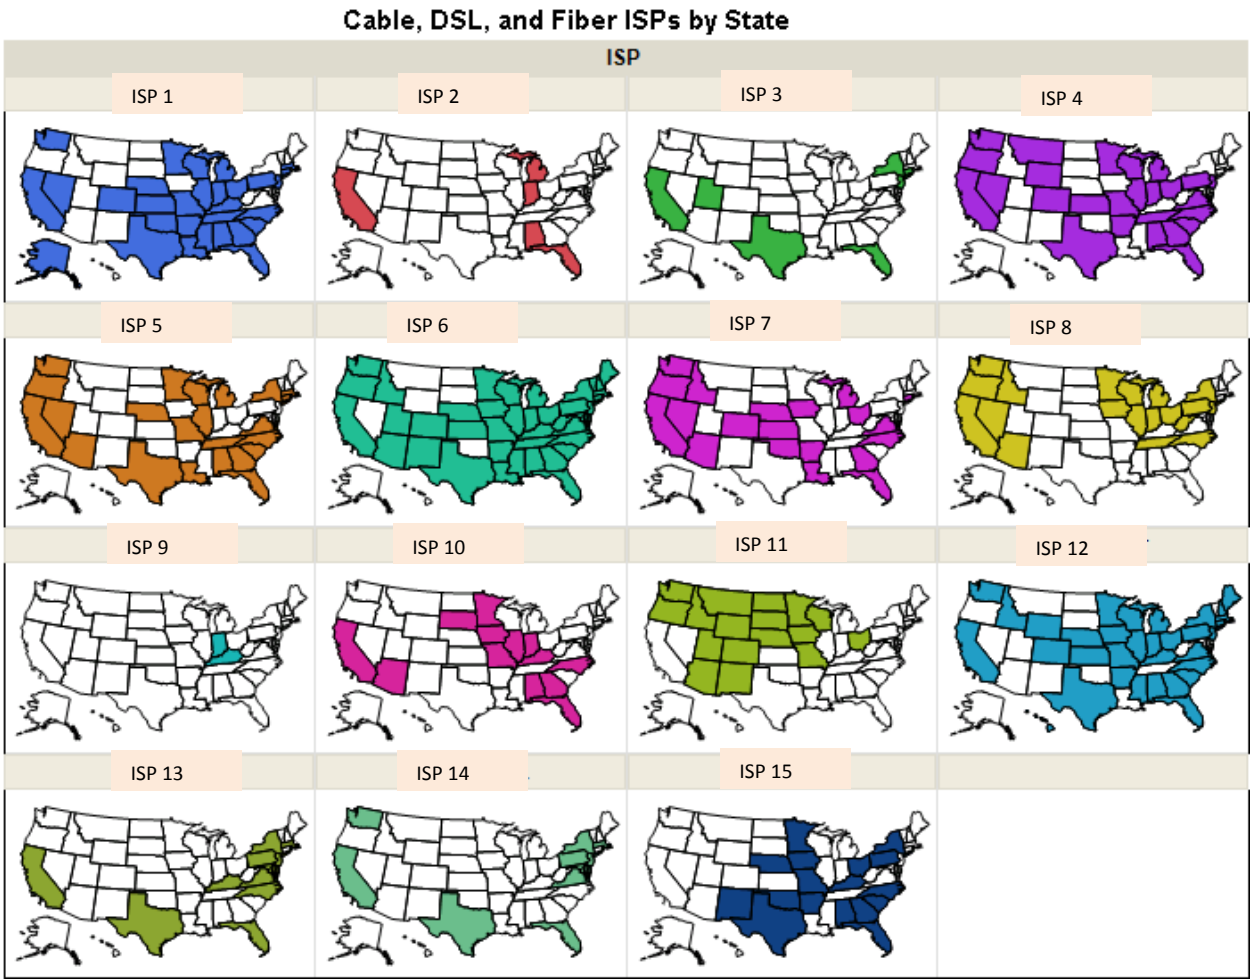 Cable, DSL, and Fiber ISPs by State
ISP
ISP 1
ISP 2
ISP 3
ISP 4
ISP 5
ISP 6
ISP 7
ISP 8
ISP 9
ISP 10
ISP 11
ISP 12
ISP 13
ISP 14
ISP 15